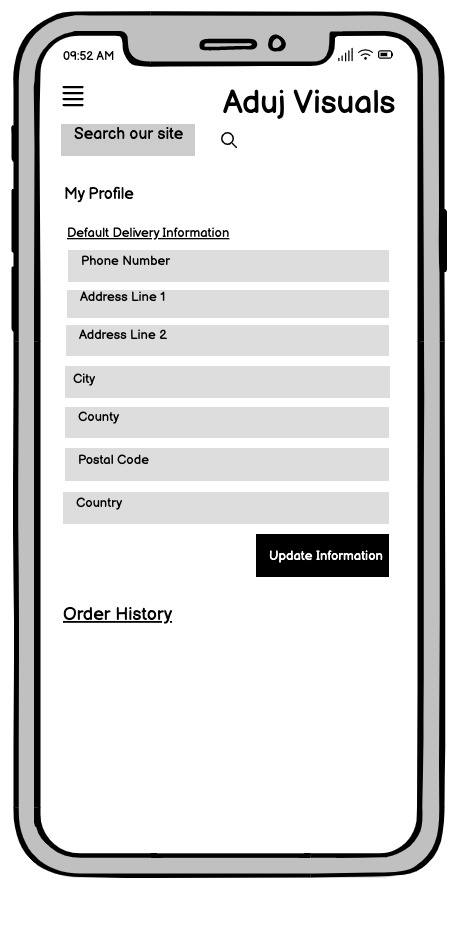 09:52 AM
Aduj Visuals
Search our site
My Profile
Default Delivery Information
Phone Number
Address Line 1
Address Line 2
City
County
Postal Code
Country
Update Information
Order History